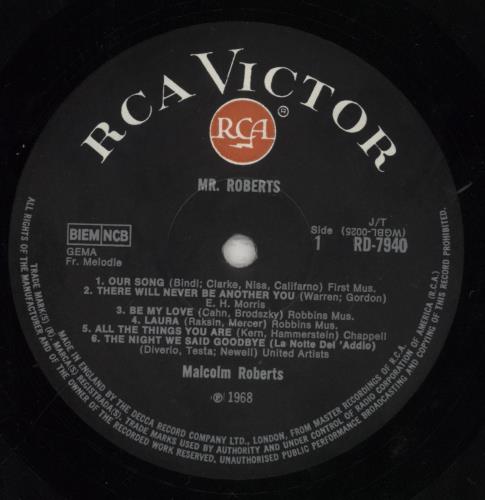 RCA VICTOR
RCA
®
MR. ROBERTS
BIEM NCB
GEMA
Fr. Melodie
J/T
(WGBL-0025)
Side 1 RD-7940
1. OUR SONG (Bindi; Clarke, Nisa, Califarno) First Mus.
2. THERE WILL NEVER BE ANOTHER YOU (Warren; Gordon)
E. H. Morris
3. BE MY LOVE (Cahn, Brodszky) Robbins Mus.
4. LAURA (Raksin, Mercer) Robbins Mus.
5. ALL THE THINGS YOU ARE (Kern, Hammerstein) Chappell
6. THE NIGHT WE SAID GOODBYE (La Notte Del 'Addio)
(Diverio, Testa; Newell) United Artists
Malcolm Roberts
℗ 1968
ALL RIGHTS OF THE MANUFACTURER AND OF THE OWNER OF THE RECORDED WORK RESERVED, UNAUTHORISED PUBLIC PERFORMANCE BROADCASTING AND COPYING OF THIS RECORD PROHIBITED.
TRADE MARK(S) (R.) MARCA(S) REGISTRADA(S). TRADE MARKS USED BY AUTHORITY AND UNDER CONTROL OF RADIO CORPORATION OF AMERICA (R.C.A.)
MADE IN ENGLAND BY THE DECCA RECORD COMPANY LTD., LONDON, FROM MASTER RECORDINGS OF R.C.A.